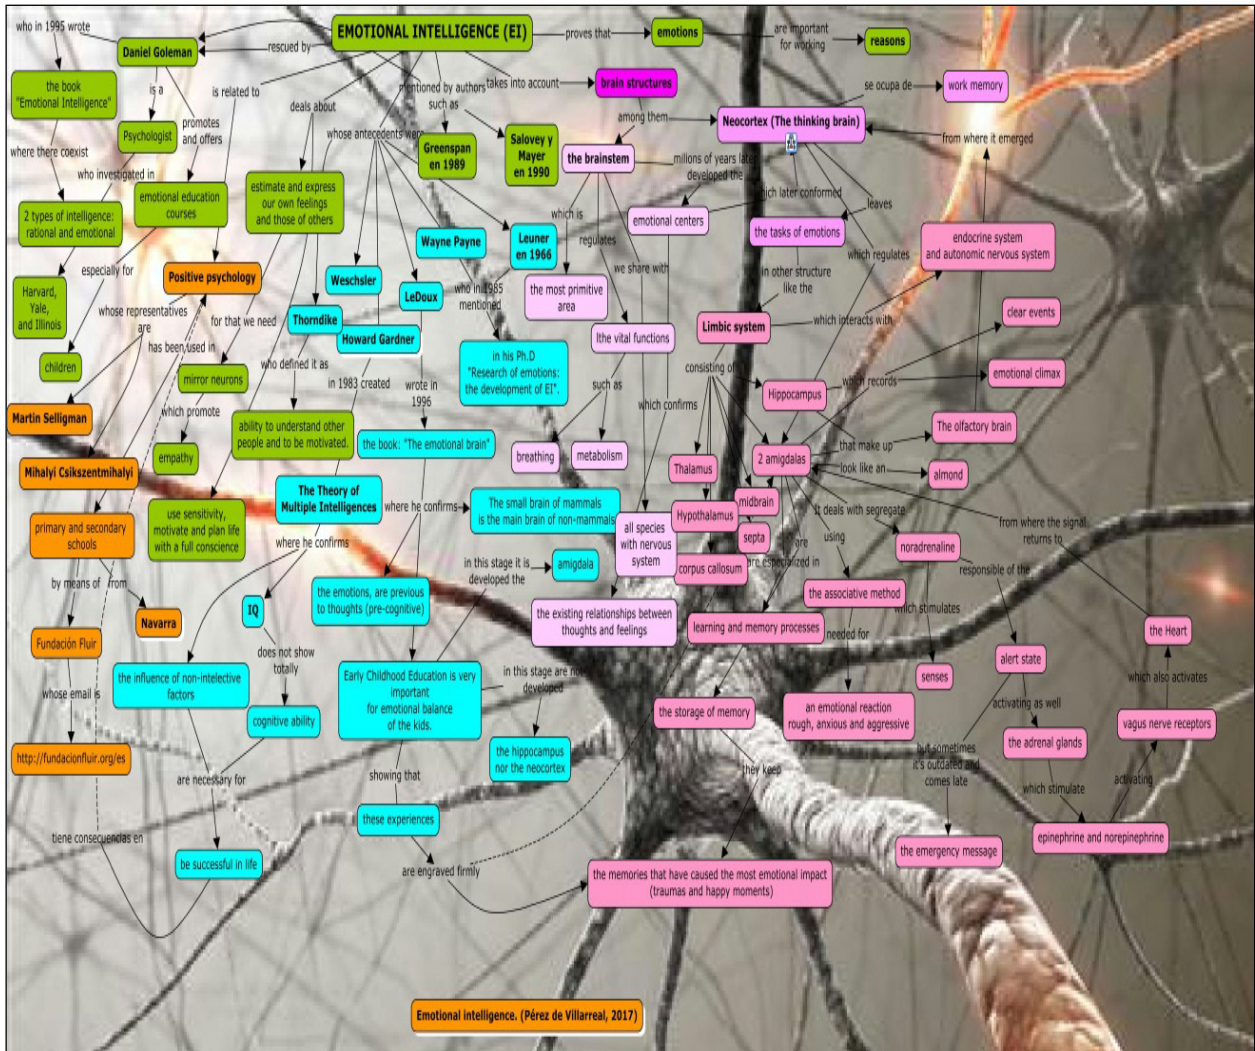 EMOTIONAL INTELLIGENCE (EI)
proves that
emotions
are important
for working
reasons
who in 1995 wrote
Daniel Goleman
rescued by
the book
"Emotional Intelligence"
is a
Psychologist
promotes
and offers
is related to
deals about
mentioned by authors
such as
takes into account
brain structures
se ocupa de
work memory
where there coexist
who investigated in
emotional education
courses
2 types of intelligence:
rational and emotional
especially for
Harvard,
Yale,
and Illinois
children
estimate and express
our own feelings
and those of others
whose antecedents were
Greenspan
en 1989
Salovey y
Mayer
en 1990
among them
Neocortex (The thinking brain)
from where it emerged
the brainstem
milions of years later
developed the
which later conformed
emotional centers
leaves
the tasks of emotions
which is
regulates
we share with
the most primitive
area
in other structure
like the
which regulates
endocrine system
and autonomic nervous system
Positive psychology
whose representatives
are
has been used in
for that we need
mirror neurons
which promote
empathy
Martin Selligman
Mihalyi Csikszentmihalyi
primary and secondary
schools
by means of
from
Navarra
Fundación Fluir
whose email is
http://fundacionfluir.org/es
Wayne Payne
Leuner
en 1966
Weschsler
LeDoux
Thorndike
Howard Gardner
who in 1985
mentioned
who defined it as
in 1983 created
wrote in
1996
in his Ph.D
"Research of emotions:
the development of EI".
ability to understand other
people and to be motivated.
the book: "The emotional brain"
use sensitivity,
motivate and plan life
with a full conscience
The Theory of
Multiple Intelligences
where he confirms
where he confirms
The small brain of mammals
is the main brain of non-mammals
IQ
does not show
totally
cognitive ability
the influence of non-intelective
factors
are necessary for
be successful in life
tiene consecuencias en
the emotions, are previous
to thoughts (pre-cognitive)
in this stage it is
developed the
amigdala
Early Childhood Education is very
important
for emotional balance
of the kids.
in this stage are not
developed
the hippocampus
nor the neocortex
showing that
these experiences
are engraved firmly
lthe vital functions
such as
breathing
metabolism
which confirms
all species
with nervous
system
the existing relationships between
thoughts and feelings
Limbic system
which interacts with
consisting of
clear events
Hippocampus
which records
emotional climax
that make up
The olfactory brain
2 amigdalas
look like an
almond
Thalamus
Hypothalamus
midbrain
septa
corpus callosum
are
are especialized in
using
It deals with segregate
noradrenaline
from where the signal
returns to
responsible of the
the associative method
which stimulates
learning and memory processes
needed for
senses
alert state
the Heart
which also activates
the storage of memory
an emotional reaction
rough, anxious and aggressive
activating as well
the adrenal glands
vagus nerve receptors
but sometimes
it's outdated and
comes late
which stimulate
activating
they keep
epinephrine and norepinephrine
the emergency message
the memories that have caused the most emotional impact
(traumas and happy moments)
Emotional intelligence. (Pérez de Villarreal, 2017)